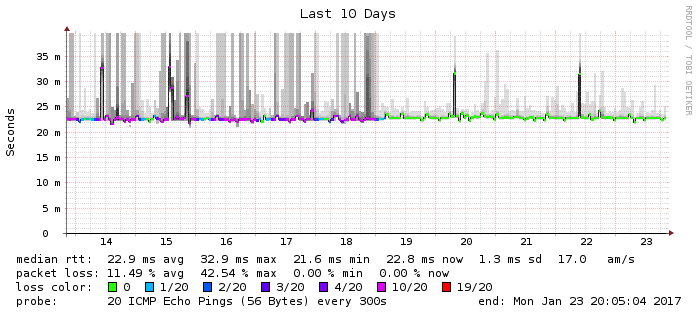 Last 10 Days
RRDTOOL / TOBI OETIKER
Seconds
35 m
30 m
25 m
20 m
15 m
10 m
5 m
0
14 15 16 17 18 19 20 21 22 23
median rtt: 22.9 ms avg 32.9 ms max 21.6 ms min 22.8 ms now 1.3 ms sd 17.0 am/s
packet loss: 11.49 % avg 42.54 % max 0.00 % min 0.00 % now
loss color: 0 1/20 2/20 3/20 4/20 10/20 19/20
probe: 20 ICMP Echo Pings (56 Bytes) every 300s end: Mon Jan 23 20:05:04 2017